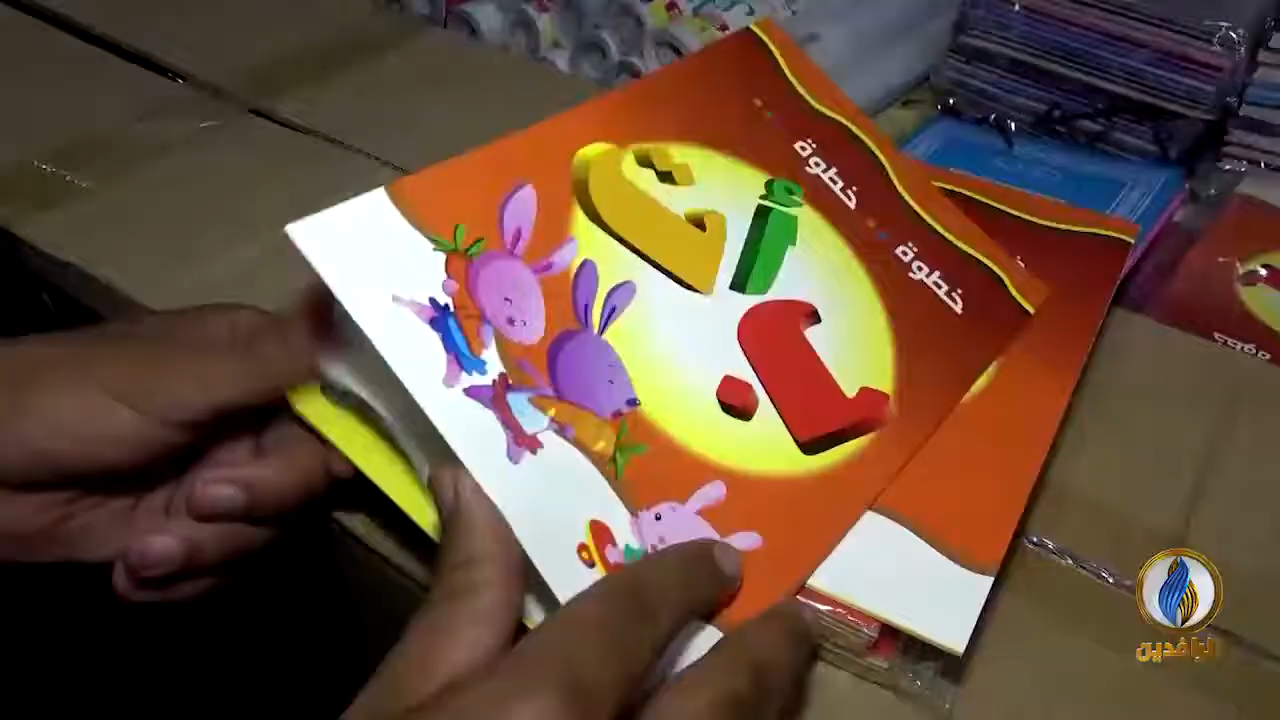 خطوة خطوة
أ
ب
ت
الرافدين